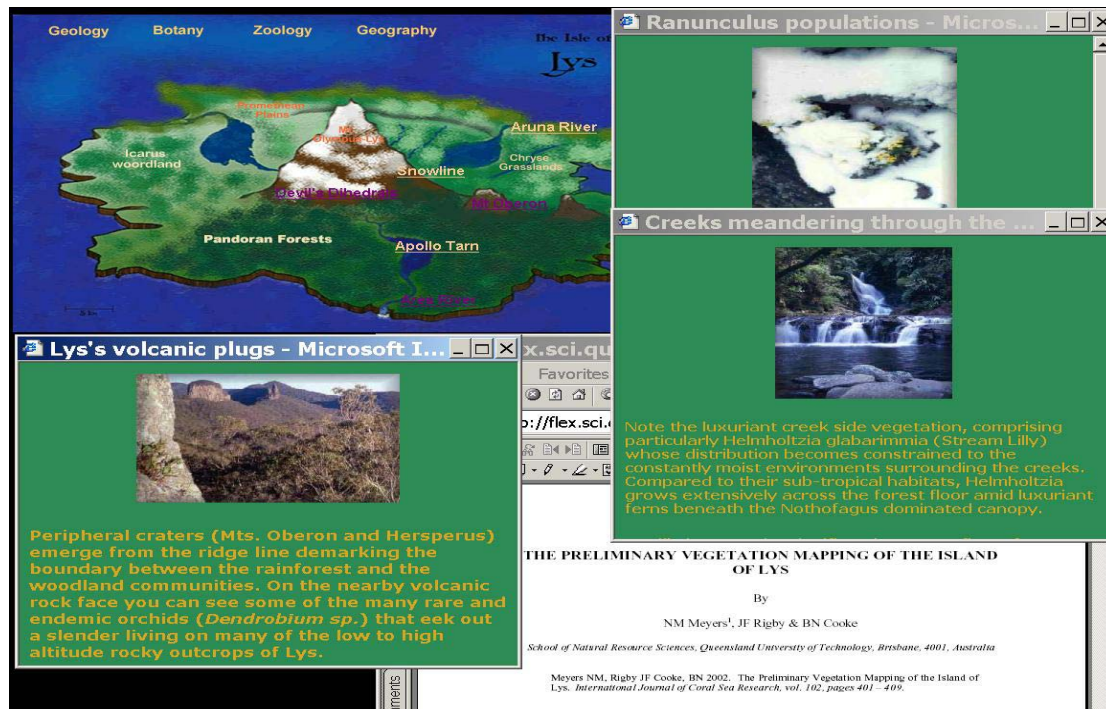 Geology Botany Zoology Geography
The Isle of
Lys
Promethean
Plains
Mt
Olympus Lys
Aruna River
Icarus
woordland
Chryse
Grasslands
Snowline
Devil's Dihedral
Mt Oberon
Pandoran Forests
Apollo Tarn
Ranunculus populations - Micros...
Creeks meandering through the ...
Note the luxuriant creek side vegetation, comprising
particularly Helmholtzia glabarimmia (Stream Lilly)
whose distribution becomes constrained to the
constantly moist environments surrounding the creeks.
Compared to their sub-tropical habitats, Helmholtzia
grows extensively across the forest floor amid luxuriant
ferns beneath the Nothofagus dominated canopy.
Lys's volcanic plugs - Microsoft I...
Peripheral craters (Mts. Oberon and Hersperus)
emerge from the ridge line demarking the
boundary between the rainforest and the
woodland communities. On the nearby volcanic
rock face you can see some of the many rare and
endemic orchids (Dendrobium sp.) that eek out
a slender living on many of the low to high
altitude rocky outcrops of Lys.
x.sci.qu
Favorites
p://flex.sci.
THE PRELIMINARY VEGETATION MAPPING OF THE ISLAND
OF LYS
By
NM Meyers1, JF Rigby & BN Cooke
School of Natural Resource Sciences, Queensland University of Technology, Brisbane, 4001, Australia
Meyers NM, Rigby JF Cooke, BN 2002. The Preliminary Vegetation Mapping of the Island of
Lys. International Journal of Coral Sea Research, vol. 102, pages 401 – 409.
ments